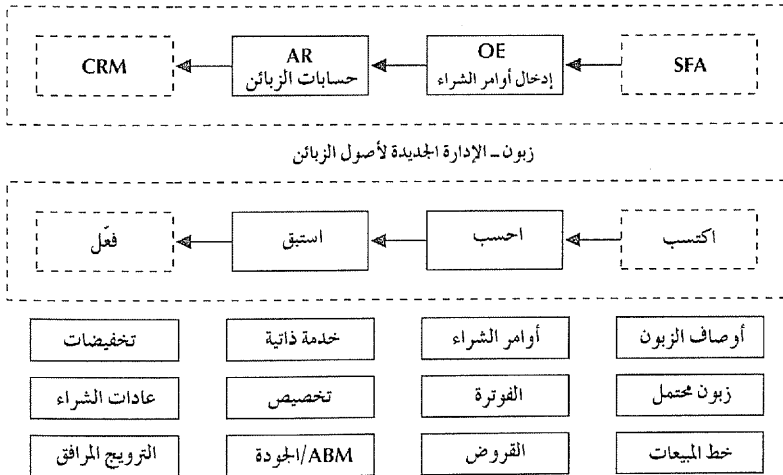 SFA
OE
إدخال أوامر الشراء
AR
حسابات الزبائن
CRM
زبون ــ الإدارة الجديدة لأصول الزبائن
اكتسب
احسب
استبق
فعّل
أوصاف الزبون
أوامر الشراء
خدمة ذاتية
تخفيضات
زبون محتمل
الفوترة
تخصيص
عادات الشراء
خط المبيعات
القروض
ABM/الجودة
الترويج المرافق